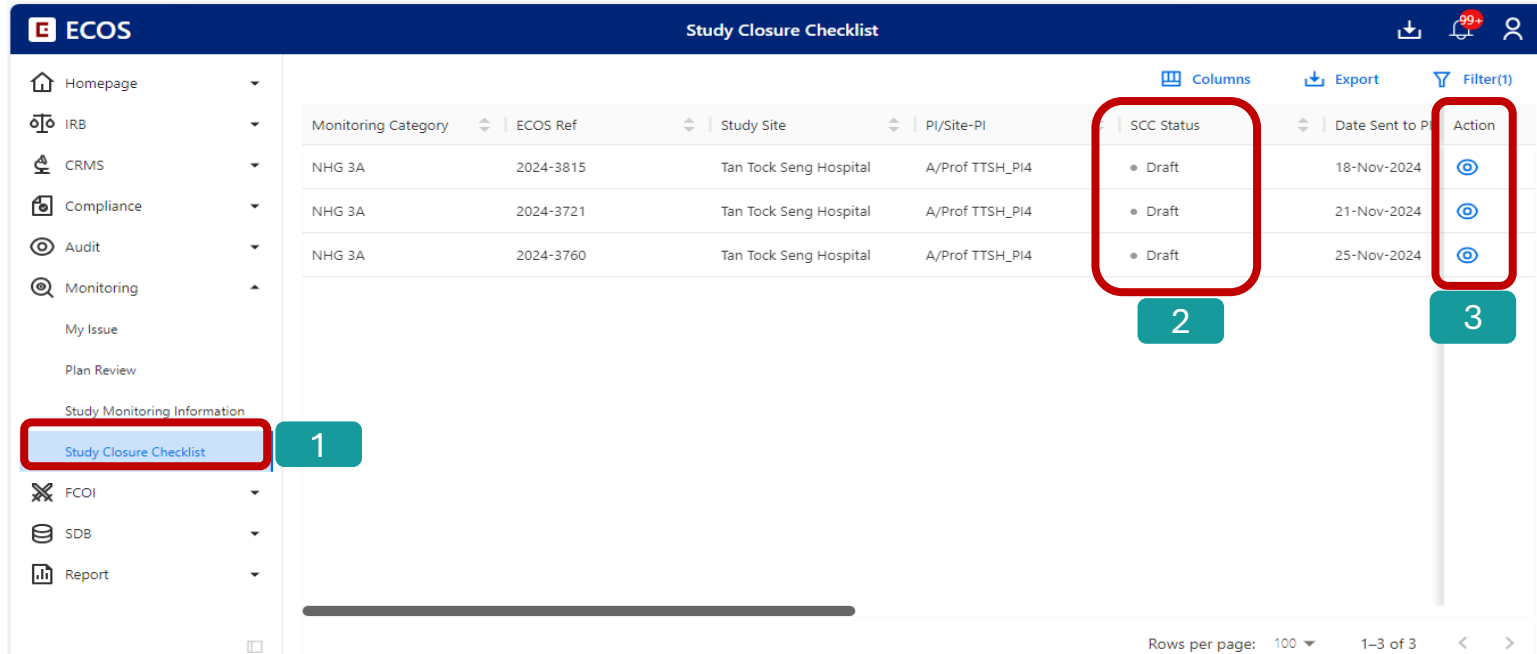 ECOS
Study Closure Checklist
99+
Homepage
IRB
CRMS
Compliance
Audit
Monitoring
My Issue
Plan Review
Study Monitoring Information
Study Closure Checklist
1
FCOI
SDB
Report
Columns
Export
Filter(1)
Monitoring Category ECOS Ref Study Site PI/Site-PI SCC Status Date Sent to Action
NHG 3A 2024-3815 Tan Tock Seng Hospital A/Prof TTSH_PI4 Draft 18-Nov-2024
NHG 3A 2024-3721 Tan Tock Seng Hospital A/Prof TTSH_PI4 Draft 21-Nov-2024
NHG 3A 2024-3760 Tan Tock Seng Hospital A/Prof TTSH_PI4 Draft 25-Nov-2024
2
3
Rows per page: 100 1–3 of 3